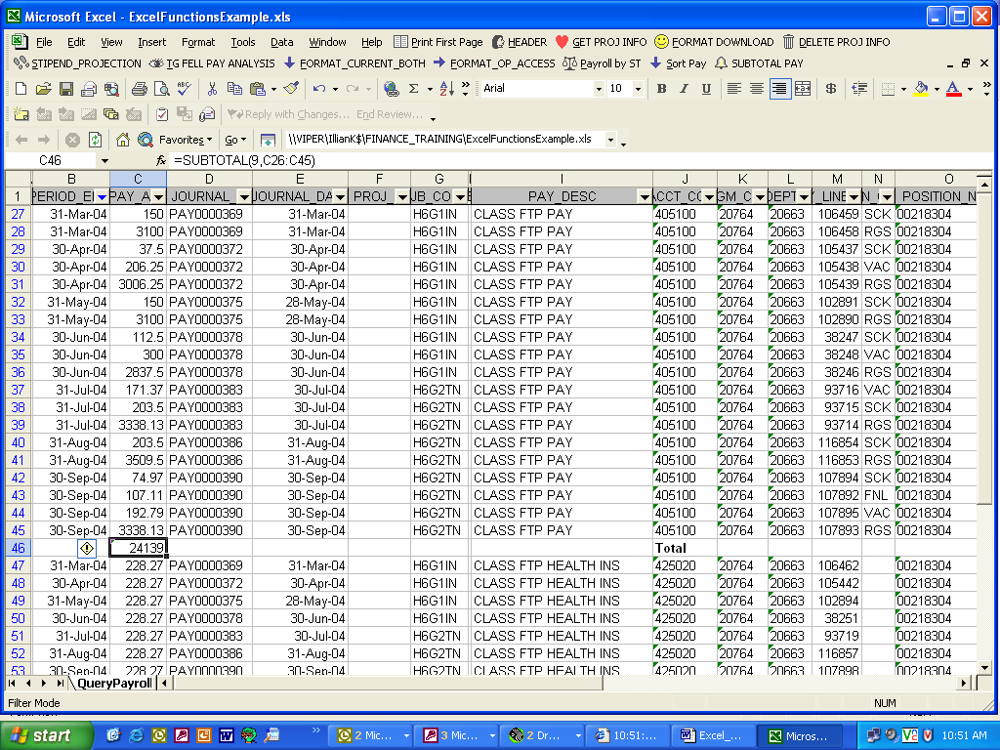 Microsoft Excel - ExcelFunctionsExample.xls
File Edit View Insert Format Tools Data Window Help Print First Page HEADER GET PROJ INFO FORMAT DOWNLOAD DELETE PROJ INFO
STIPEND_PROJECTION TG FELL PAY ANALYSIS FORMAT_CURRENT_BOTH FORMAT_OP_ACCESS Payroll by ST Sort Pay SUBTOTAL PAY
Arial 10 B I U $
Reply with Changes... End Review...
Favorites Go \\VIPER\IllianK$\FINANCE_TRAINING\ExcelFunctionsExample.xls
C46 fx =SUBTOTAL(9,C26:C45)
B C D E F G I J K L M N O
1 PERIOD_E PAY_A JOURNAL_ JOURNAL_DA PROJ_ JB_CO PAY_DESC ACCT_CO GM_C DEPT Y_LINE N_ POSITION_N
27 31-Mar-04 150 PAY0000369 31-Mar-04 H6G1IN CLASS FTP PAY 405100 20764 20663 106459 SCK 00218304
28 31-Mar-04 3100 PAY0000369 31-Mar-04 H6G1IN CLASS FTP PAY 405100 20764 20663 106458 RGS 00218304
29 30-Apr-04 37.5 PAY0000372 30-Apr-04 H6G1IN CLASS FTP PAY 405100 20764 20663 105437 SCK 00218304
30 30-Apr-04 206.25 PAY0000372 30-Apr-04 H6G1IN CLASS FTP PAY 405100 20764 20663 105438 VAC 00218304
31 30-Apr-04 3006.25 PAY0000372 30-Apr-04 H6G1IN CLASS FTP PAY 405100 20764 20663 105439 RGS 00218304
32 31-May-04 150 PAY0000375 28-May-04 H6G1IN CLASS FTP PAY 405100 20764 20663 102891 SCK 00218304
33 31-May-04 3100 PAY0000375 28-May-04 H6G1IN CLASS FTP PAY 405100 20764 20663 102890 RGS 00218304
34 30-Jun-04 112.5 PAY0000378 30-Jun-04 H6G1IN CLASS FTP PAY 405100 20764 20663 38247 SCK 00218304
35 30-Jun-04 300 PAY0000378 30-Jun-04 H6G1IN CLASS FTP PAY 405100 20764 20663 38248 VAC 00218304
36 30-Jun-04 2837.5 PAY0000378 30-Jun-04 H6G1IN CLASS FTP PAY 405100 20764 20663 38246 RGS 00218304
37 31-Jul-04 171.37 PAY0000383 30-Jul-04 H6G2TN CLASS FTP PAY 405100 20764 20663 93716 VAC 00218304
38 31-Jul-04 203.5 PAY0000383 30-Jul-04 H6G2TN CLASS FTP PAY 405100 20764 20663 93715 SCK 00218304
39 31-Jul-04 3338.13 PAY0000383 30-Jul-04 H6G2TN CLASS FTP PAY 405100 20764 20663 93714 RGS 00218304
40 31-Aug-04 203.5 PAY0000386 31-Aug-04 H6G2TN CLASS FTP PAY 405100 20764 20663 116854 SCK 00218304
41 31-Aug-04 3509.5 PAY0000386 31-Aug-04 H6G2TN CLASS FTP PAY 405100 20764 20663 116853 RGS 00218304
42 30-Sep-04 74.97 PAY0000390 30-Sep-04 H6G2TN CLASS FTP PAY 405100 20764 20663 107894 SCK 00218304
43 30-Sep-04 107.11 PAY0000390 30-Sep-04 H6G2TN CLASS FTP PAY 405100 20764 20663 107892 FNL 00218304
44 30-Sep-04 192.79 PAY0000390 30-Sep-04 H6G2TN CLASS FTP PAY 405100 20764 20663 107895 VAC 00218304
45 30-Sep-04 3338.13 PAY0000390 30-Sep-04 H6G2TN CLASS FTP PAY 405100 20764 20663 107893 RGS 00218304
46 24139 Total
47 31-Mar-04 228.27 PAY0000369 31-Mar-04 H6G1IN CLASS FTP HEALTH INS 425020 20764 20663 106462 00218304
48 30-Apr-04 228.27 PAY0000372 30-Apr-04 H6G1IN CLASS FTP HEALTH INS 425020 20764 20663 105442 00218304
49 31-May-04 228.27 PAY0000375 28-May-04 H6G1IN CLASS FTP HEALTH INS 425020 20764 20663 102894 00218304
50 30-Jun-04 228.27 PAY0000378 30-Jun-04 H6G1IN CLASS FTP HEALTH INS 425020 20764 20663 38251 00218304
51 31-Jul-04 228.27 PAY0000383 30-Jul-04 H6G2TN CLASS FTP HEALTH INS 425020 20764 20663 93719 00218304
52 31-Aug-04 228.27 PAY0000386 31-Aug-04 H6G2TN CLASS FTP HEALTH INS 425020 20764 20663 116857 00218304
53 30-Sep-04 228.27 PAY0000390 30-Sep-04 H6G2TN CLASS FTP HEALTH INS 425020 20764 20663 107898 00218304
QueryPayroll
Filter Mode NUM
start 2 Mic... 3 Mic... 2 D... 10:51:... Excel_... Micros... 10:51 AM